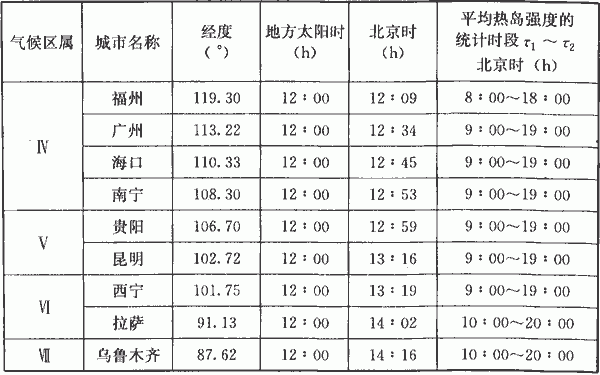 气候区属 城市名称 经度（°） 地方太阳时（h） 北京时（h） 平均热岛强度的统计时段 τ₁～τ₂ 北京时（h）
Ⅳ 福州 119.30 12：00 12：09 8：00～18：00
广州 113.22 12：00 12：34 9：00～19：00
海口 110.33 12：00 12：45 9：00～19：00
南宁 108.30 12：00 12：53 9：00～19：00
Ⅴ 贵阳 106.70 12：00 12：59 9：00～19：00
昆明 102.72 12：00 13：16 9：00～19：00
Ⅵ 西宁 101.75 12：00 13：19 9：00～19：00
拉萨 91.13 12：00 14：02 10：00～20：00
Ⅶ 乌鲁木齐 87.62 12：00 14：16 10：00～20：00